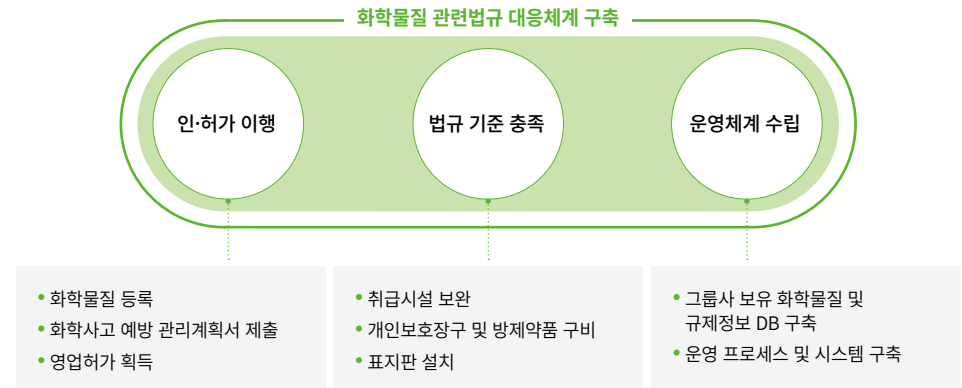 화학물질 관련법규 대응체계 구축
인·허가 이행
법규 기준 충족
운영체계 수립
• 화학물질 등록
• 화학사고 예방 관리계획서 제출
• 영업허가 획득
• 취급시설 보완
• 개인보호장구 및 방제약품 구비
• 표지판 설치
• 그룹사 보유 화학물질 및
규제정보 DB 구축
• 운영 프로세스 및 시스템 구축